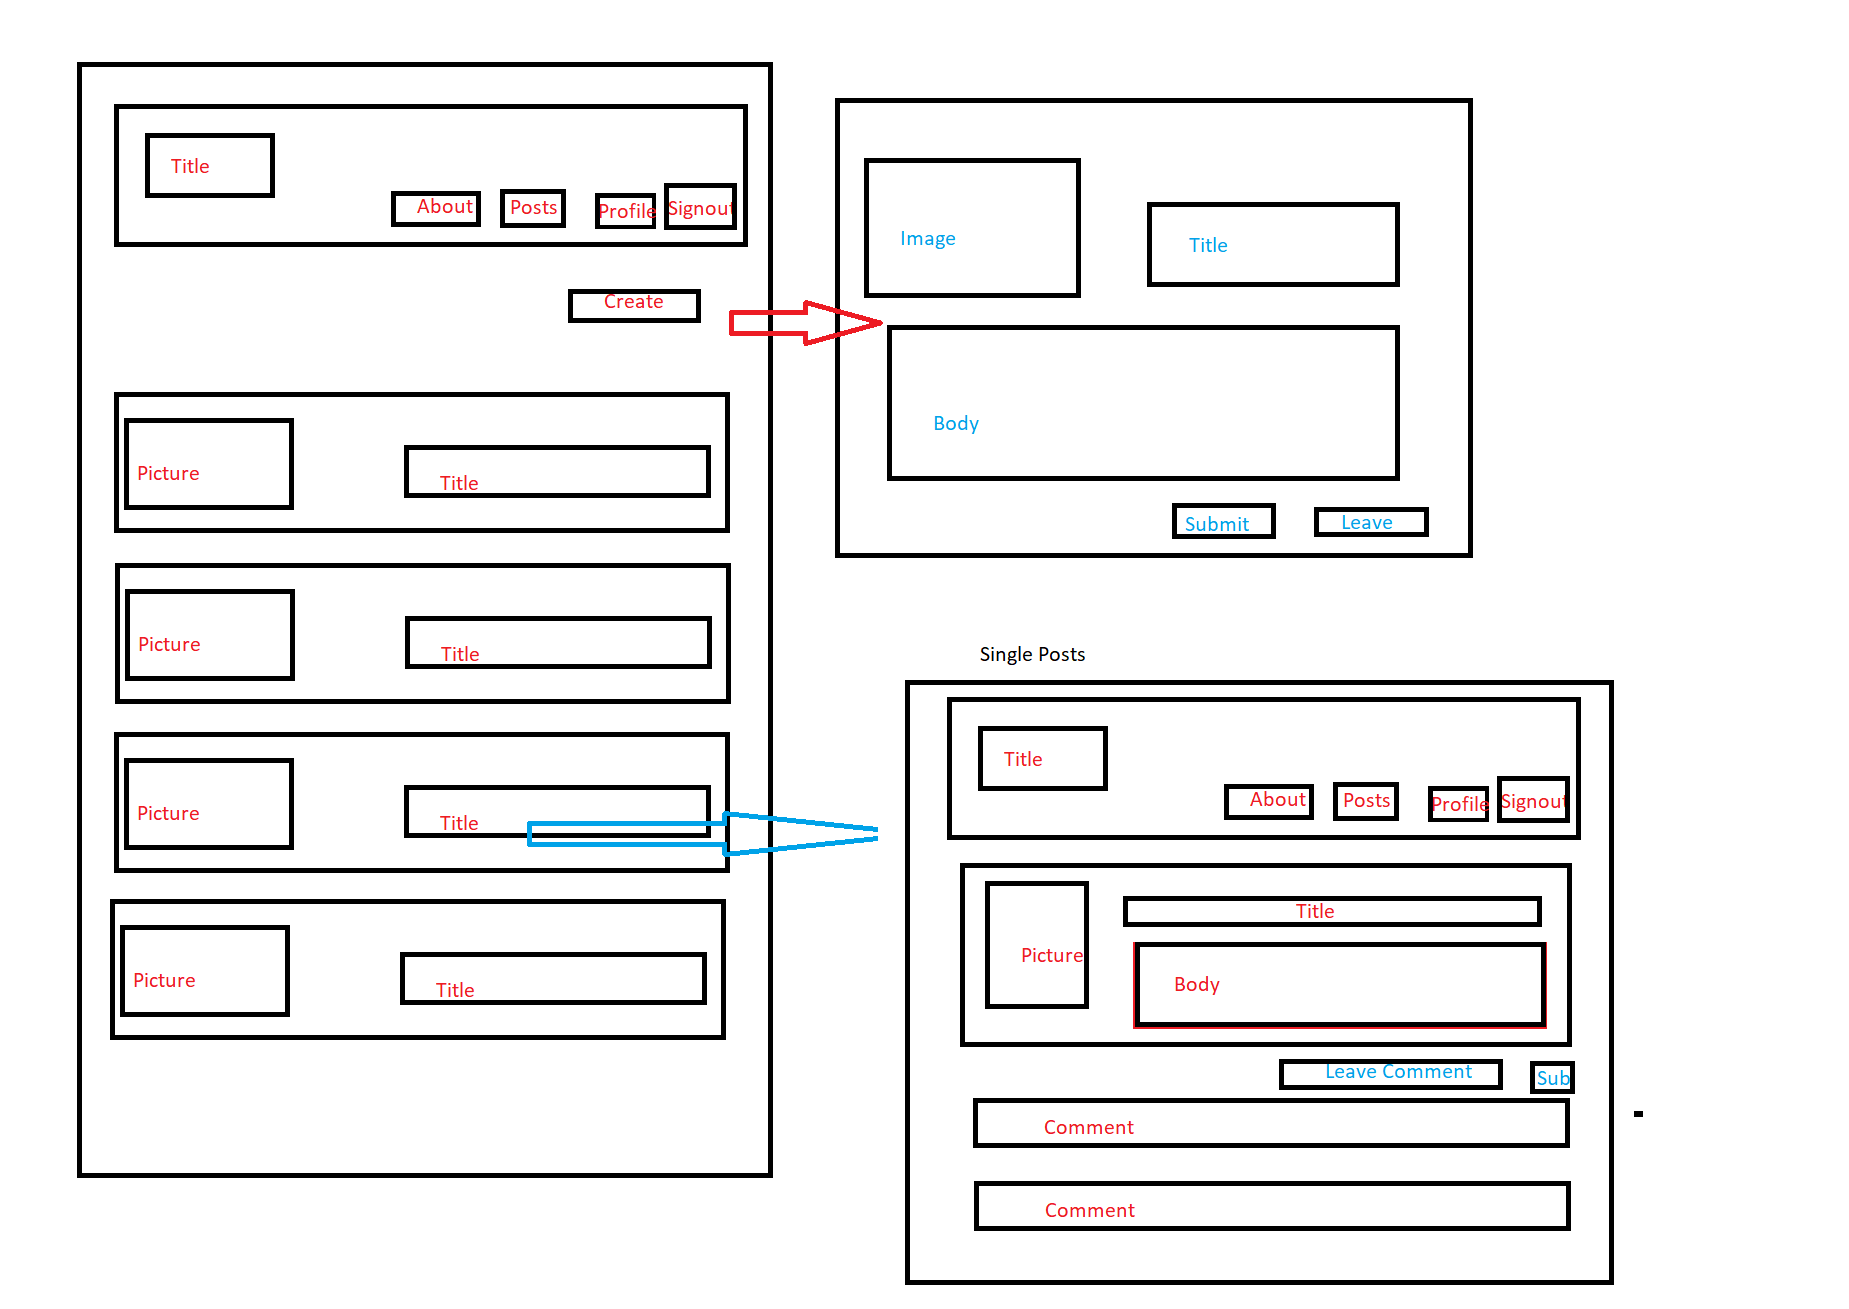 Title
About
Posts
Profile
Signout
Create
Picture
Title
Picture
Title
Picture
Title
Picture
Title
Image
Title
Body
Submit
Leave
Single Posts
Title
About
Posts
Profile
Signout
Picture
Title
Body
Leave Comment
Sub
Comment
Comment